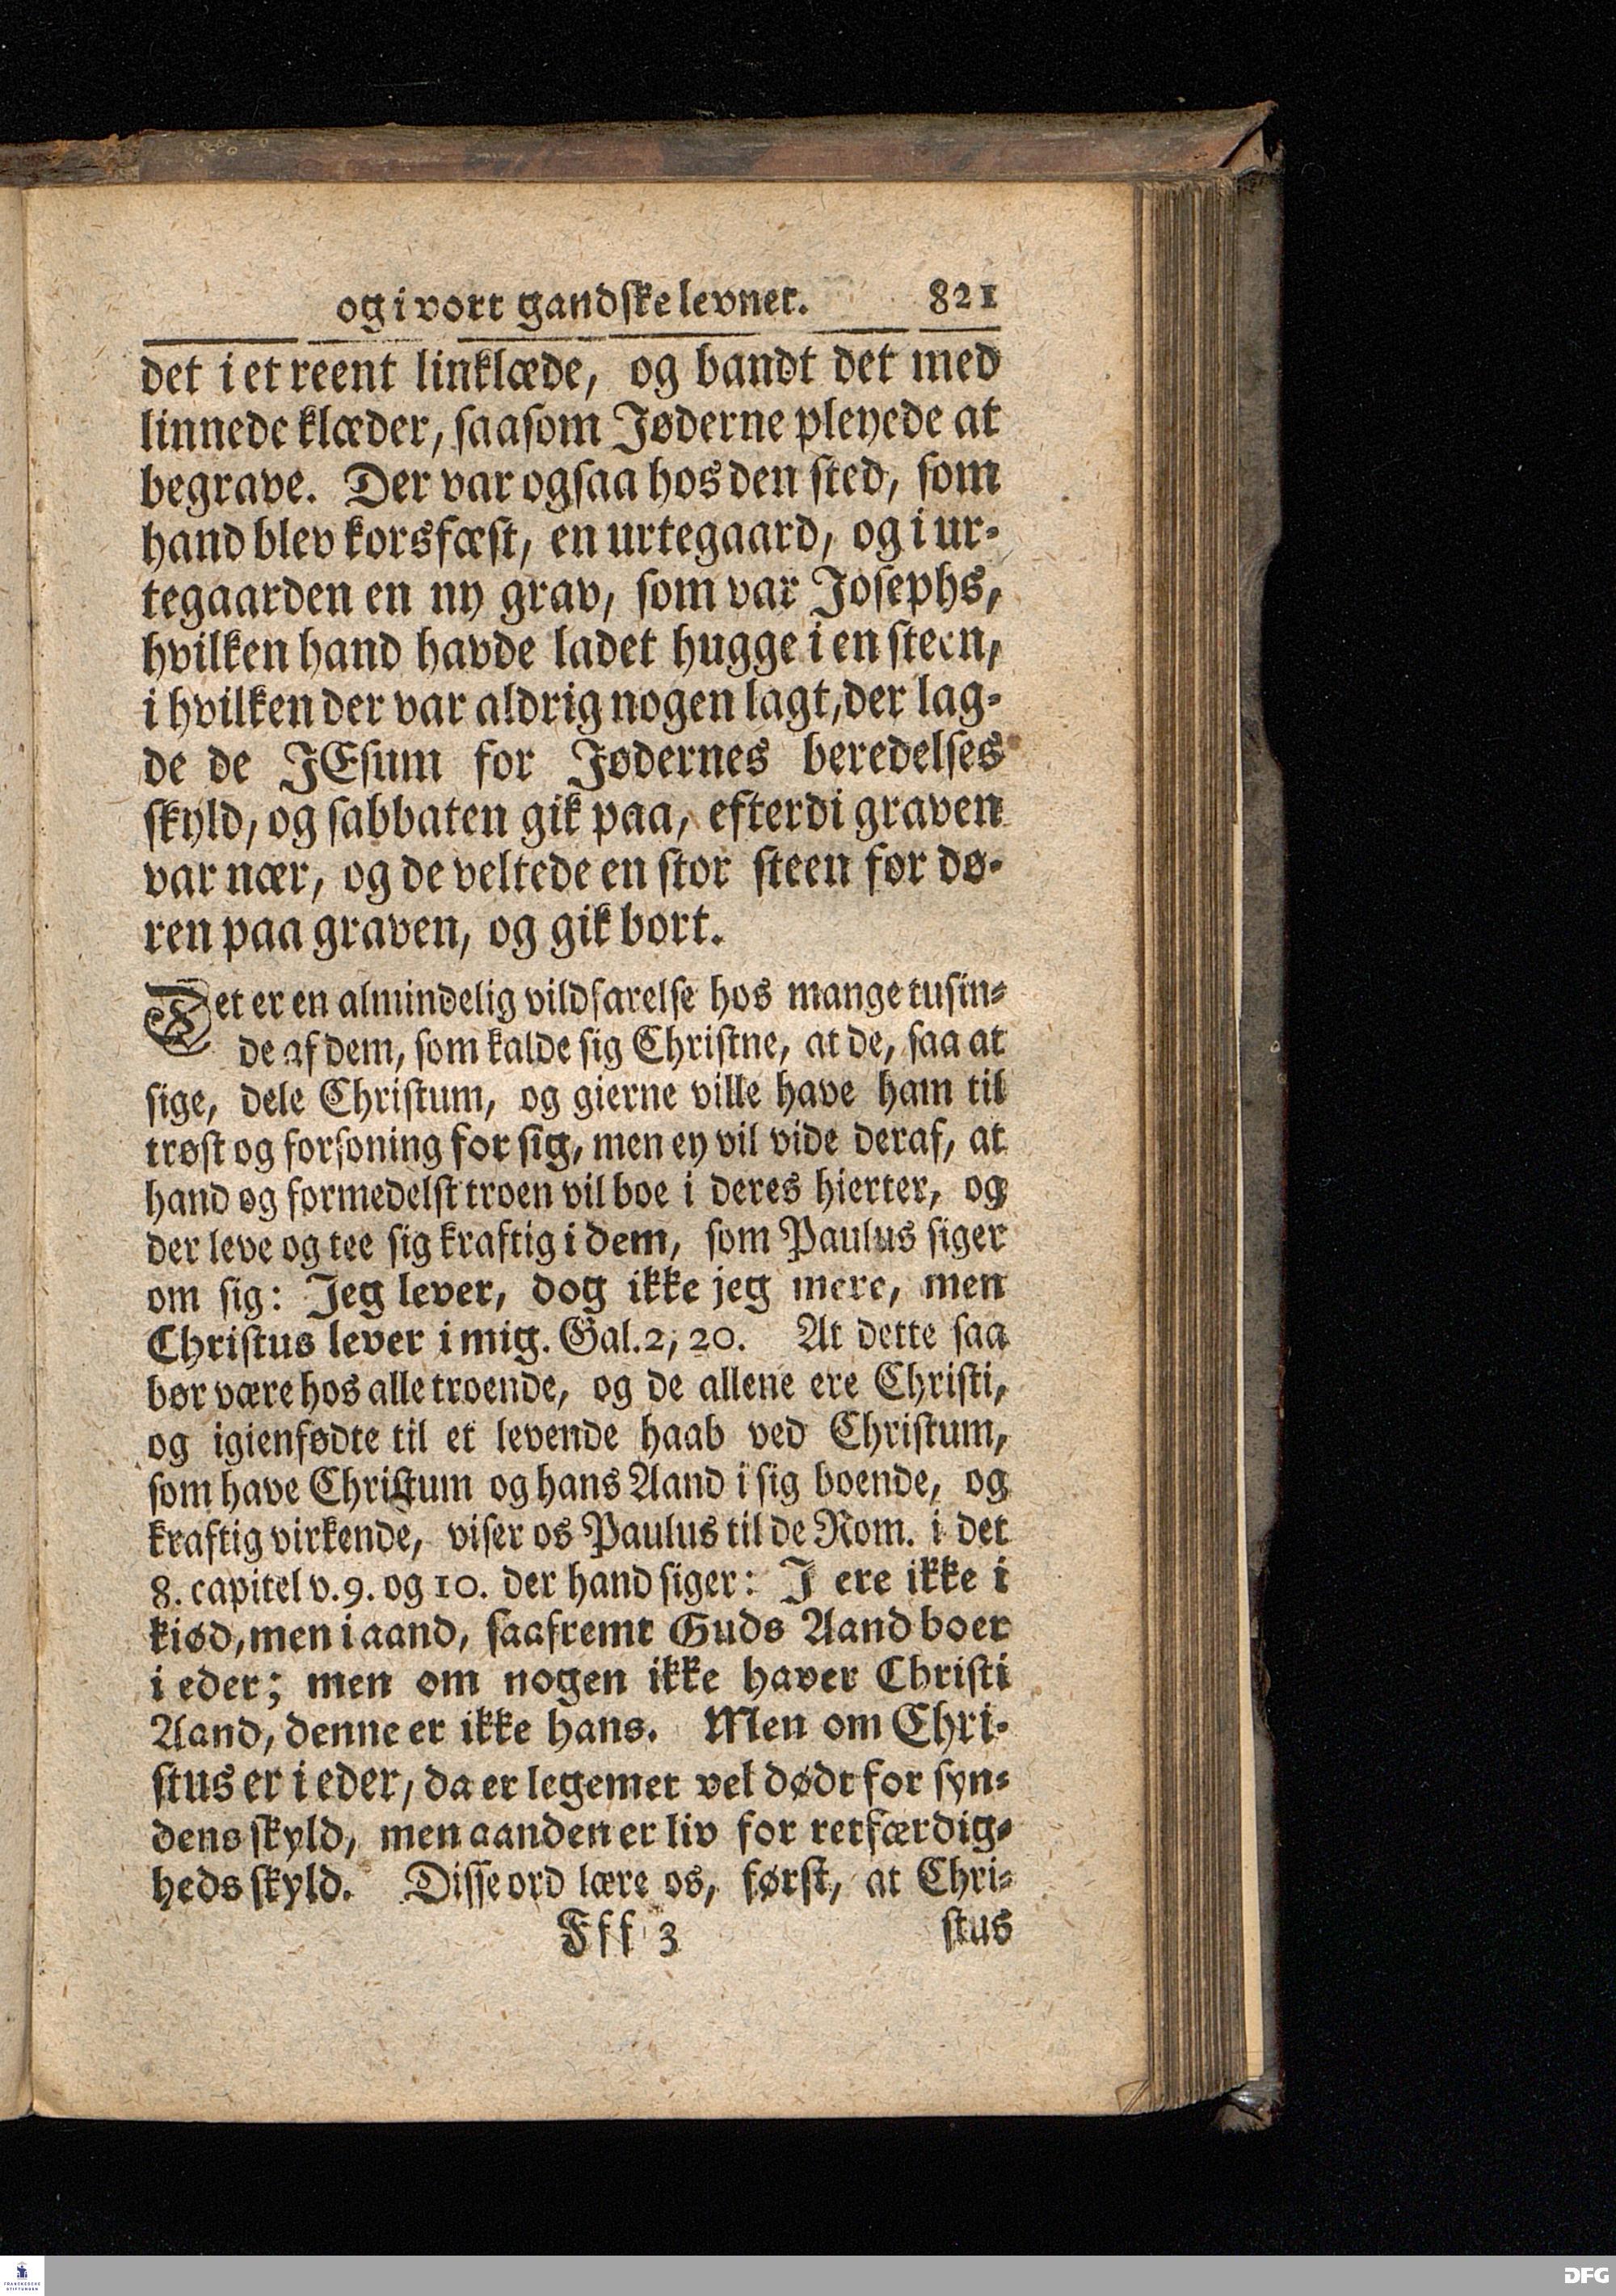 og i vort gandske levnet. 821
det i et reent linklæde, og bandt det med
linnede klæder, saasom Jøderne pleyede at
begrave. Der var ogsaa hos den sted, som
hand blev korsfæst, en urtegaard, og i ur-
tegaarden en ny grav, som var Josephs,
hvilken hand havde ladet hugge i en steen,
i hvilken der var aldrig nogen lagt, der lag-
de de JEsum for Jødernes beredelses
skyld, og sabbaten gik paa, efterdi graven
var nær, og de veltede en stor steen før dø-
ren paa graven, og gik bort.
Det er en almindelig vildfarelse hos mange tusin-
de af dem, som kalde sig Christne, at de, saa at
sige, dele Christum, og gierne ville have ham til
trøst og forsoning for sig, men ey vil vide deraf, at
hand og formedelst troen vil boe i deres hierter, og
der leve og tee sig kraftig i dem, som Paulus siger
om sig: Jeg lever, dog ikke jeg mere, men
Christus lever i mig. Gal. 2, 20. At dette saa
bør være hos alle troende, og de allene ere Christi,
og igienfødte til et levende haab ved Christum,
som have Christum og hans Aand i sig boende, og
kraftig virkende, viser os Paulus til de Rom. i det
8. capitel v. 9. og 10. der hand siger: I ere ikke i
kiød, men i aand, saafremt Guds Aand boer
i eder; men om nogen ikke haver Christi
Aand, denne er ikke hans. Men om Chri-
stus er i eder, da er legemet vel dødt for syn-
dens skyld, men aanden er liv for retfærdig-
heds skyld. Disse ord lære os, først, at Chri-
Fff 3 stus
FRANCKESCHE
STIFTUNGEN
DFG